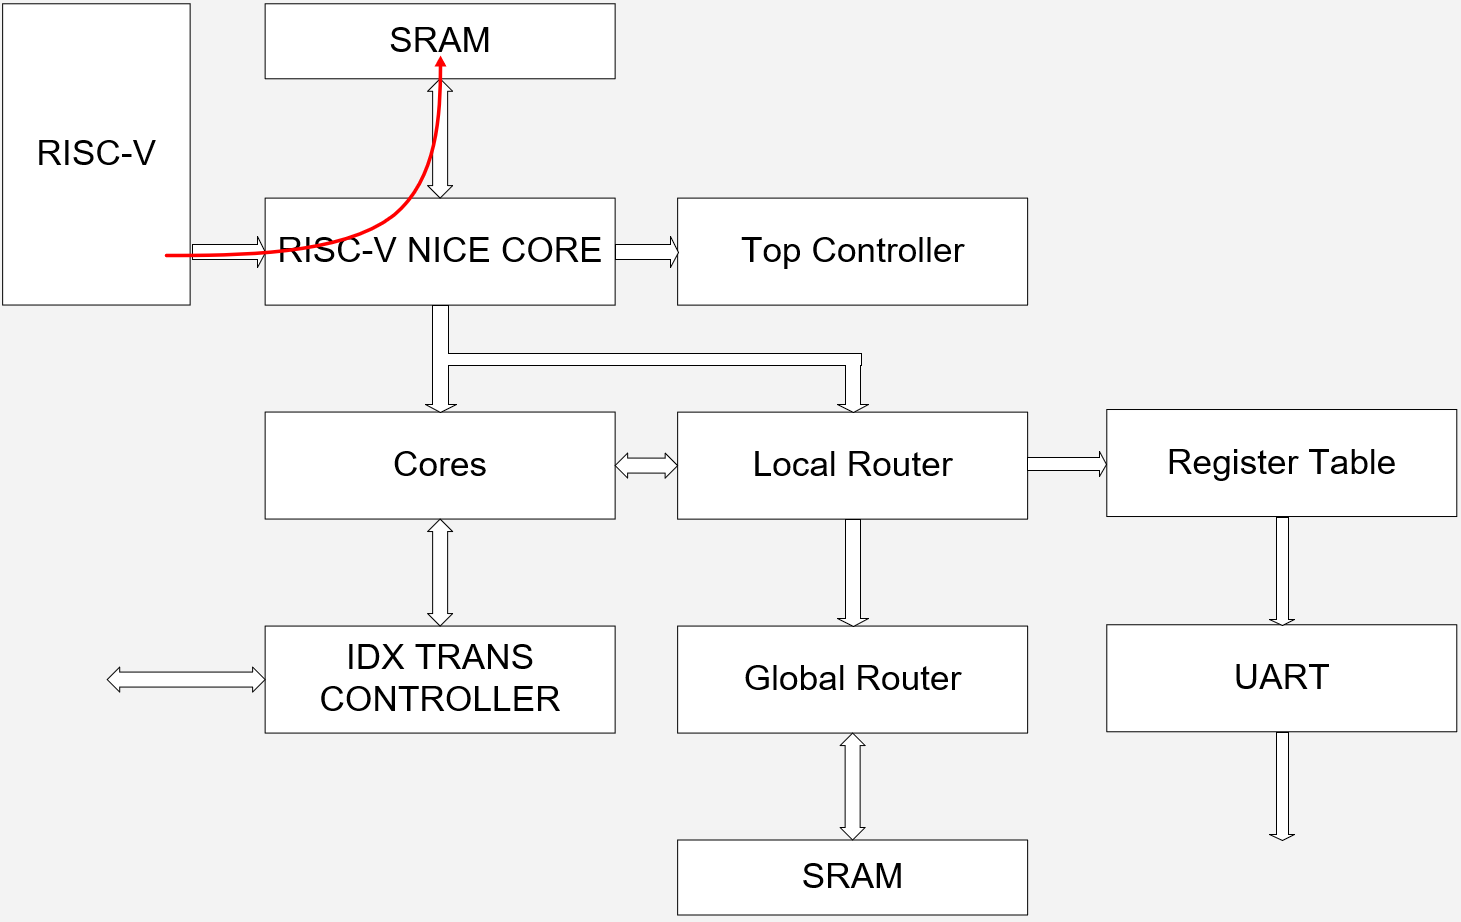 SRAM
RISC-V
RISC-V NICE CORE
Top Controller
Cores
Local Router
Register Table
IDX TRANS
CONTROLLER
Global Router
UART
SRAM